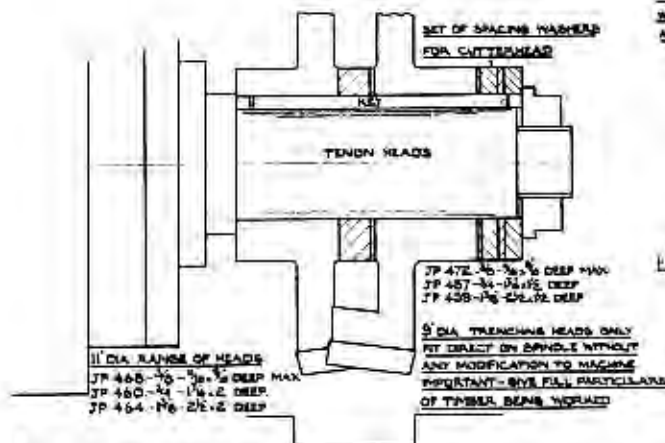 SET OF SPACING WASHERS
FOR CUTTERHEAD
KEY
TENON HEADS
JP 472
DEEP MAX
JP 457 DEEP
JP 458 DEEP
11" DIA RANGE OF HEADS
JP 468 DEEP MAX
JP 460 DEEP
JP 464 DEEP
9" DIA TRENCHING HEADS ONLY
FIT DIRECT ON SPINDLE WITHOUT
ANY MODIFICATION TO MACHINE
IMPORTANT - GIVE FULL PARTICULARS
OF TIMBER BEING WORKED